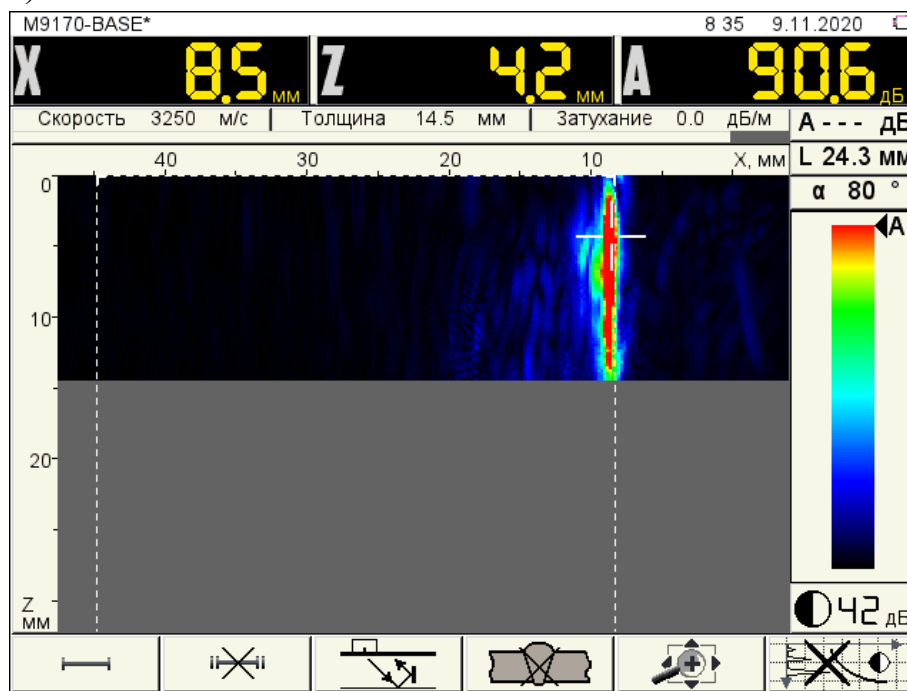 M9170-BASE* 8 35 9.11.2020
X 8.5 мм Z 4.2 мм A 90.6 дБ
Скорость 3250 м/с Толщина 14.5 мм Затухание 0.0 дБ/м A - - - дБ
L 24.3 мм
α 80 °
40 30 20 10 X, мм
0
A
10
20
Z
мм
42 дБ